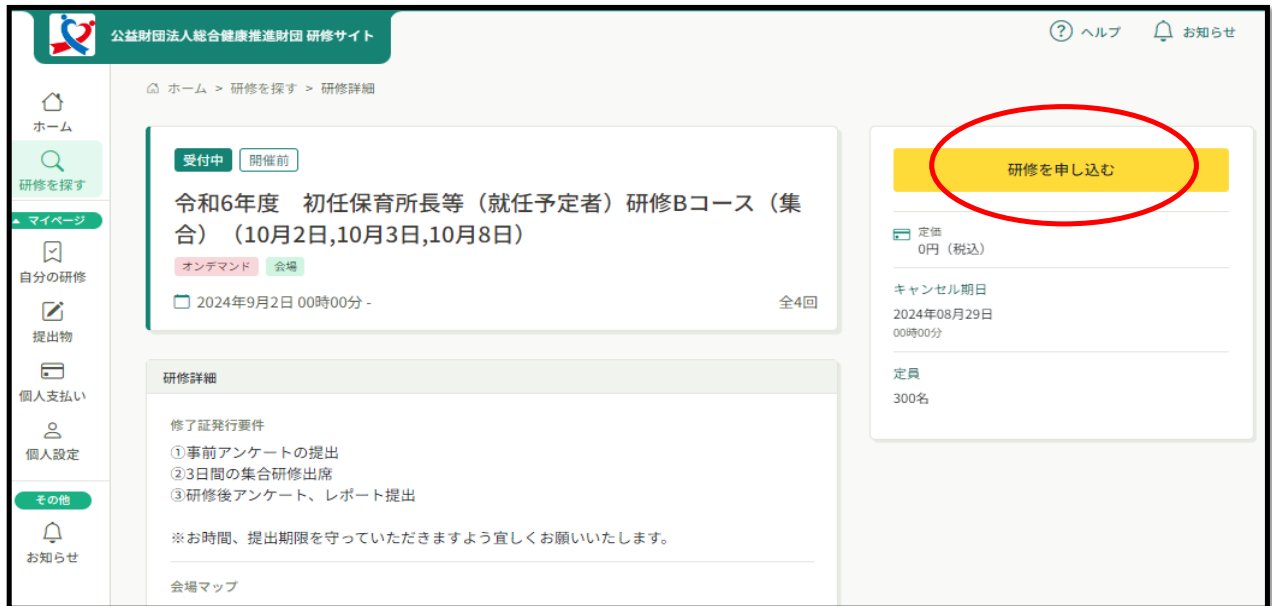 公益財団法人総合健康推進財団 研修サイト
ヘルプ
お知らせ
ホーム
研修を探す
マイページ
自分の研修
提出物
個人支払い
個人設定
その他
お知らせ
ホーム > 研修を探す > 研修詳細
受付中 開催前
令和6年度　初任保育所長等（就任予定者）研修Bコース（集
合）（10月2日,10月3日,10月8日）
オンデマンド 会場
2024年9月2日 00時00分 - 全4回
研修詳細
修了証発行要件
①事前アンケートの提出
②3日間の集合研修出席
③研修後アンケート、レポート提出
※お時間、提出期限を守っていただきますよう宜しくお願いいたします。
会場マップ
研修を申し込む
定価
0円（税込）
キャンセル期日
2024年08月29日
00時00分
定員
300名